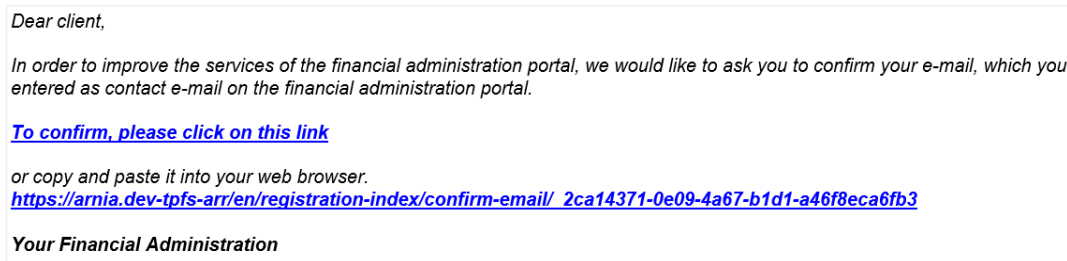 Dear client,
In order to improve the services of the financial administration portal, we would like to ask you to confirm your e-mail, which you
entered as contact e-mail on the financial administration portal.
To confirm, please click on this link
or copy and paste it into your web browser.
https://arnia.dev-tpfs-arr/en/registration-index/confirm-email/_2ca14371-0e09-4a67-b1d1-a46f8eca6fb3
Your Financial Administration